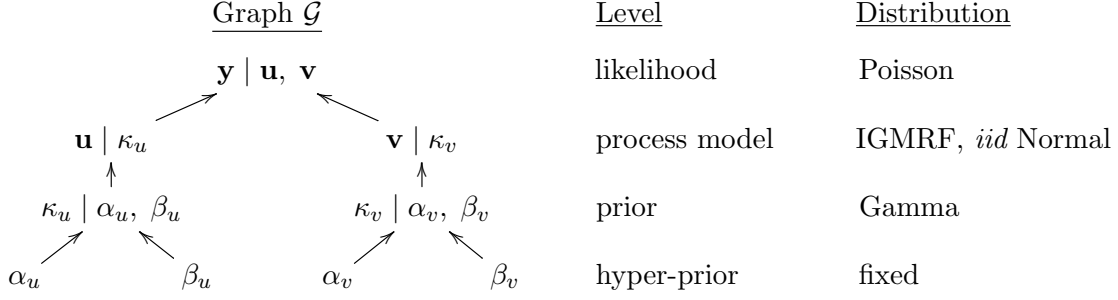 Graph 𝒢 Level Distribution
y | u, v likelihood Poisson
u | κ_u v | κ_v process model IGMRF, iid Normal
κ_u | α_u, β_u κ_v | α_v, β_v prior Gamma
α_u β_u α_v β_v hyper-prior fixed